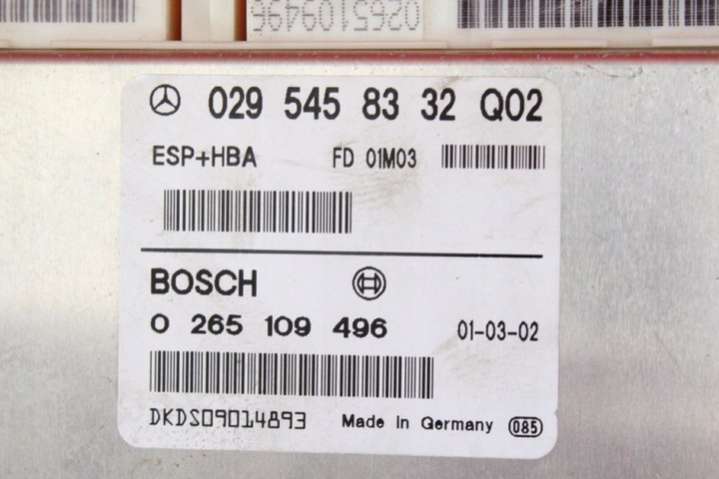 0265109496
029 545 83 32 Q02
ESP+HBA FD 01M03
BOSCH
0 265 109 496 01-03-02
DKDS09014893 Made In Germany 085